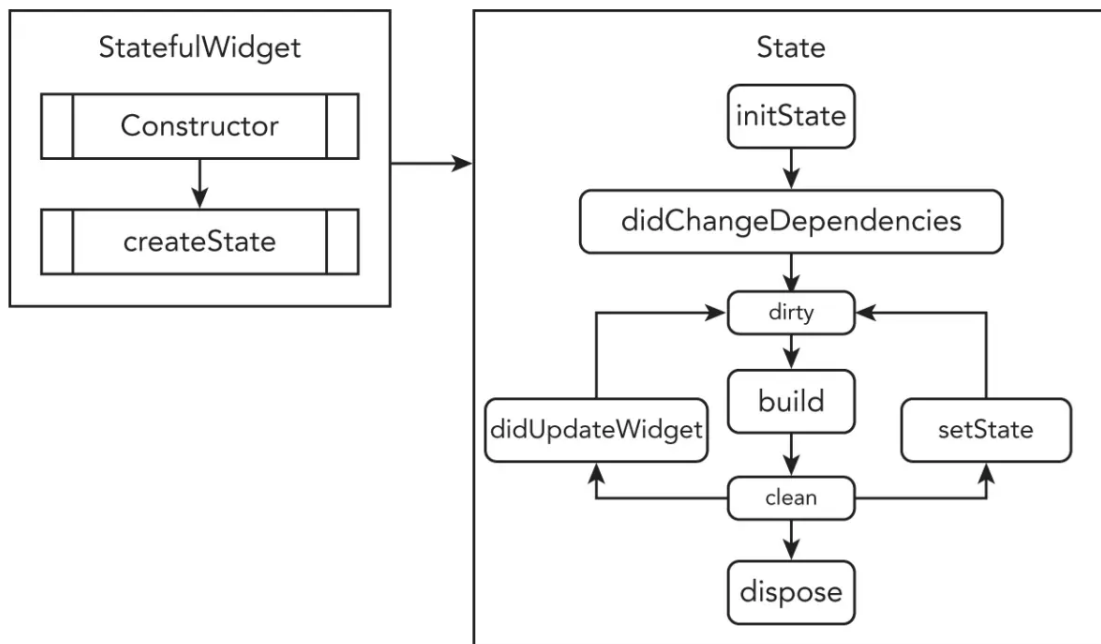 StatefulWidget
Constructor
createState
State
initState
didChangeDependencies
dirty
build
didUpdateWidget
setState
clean
dispose